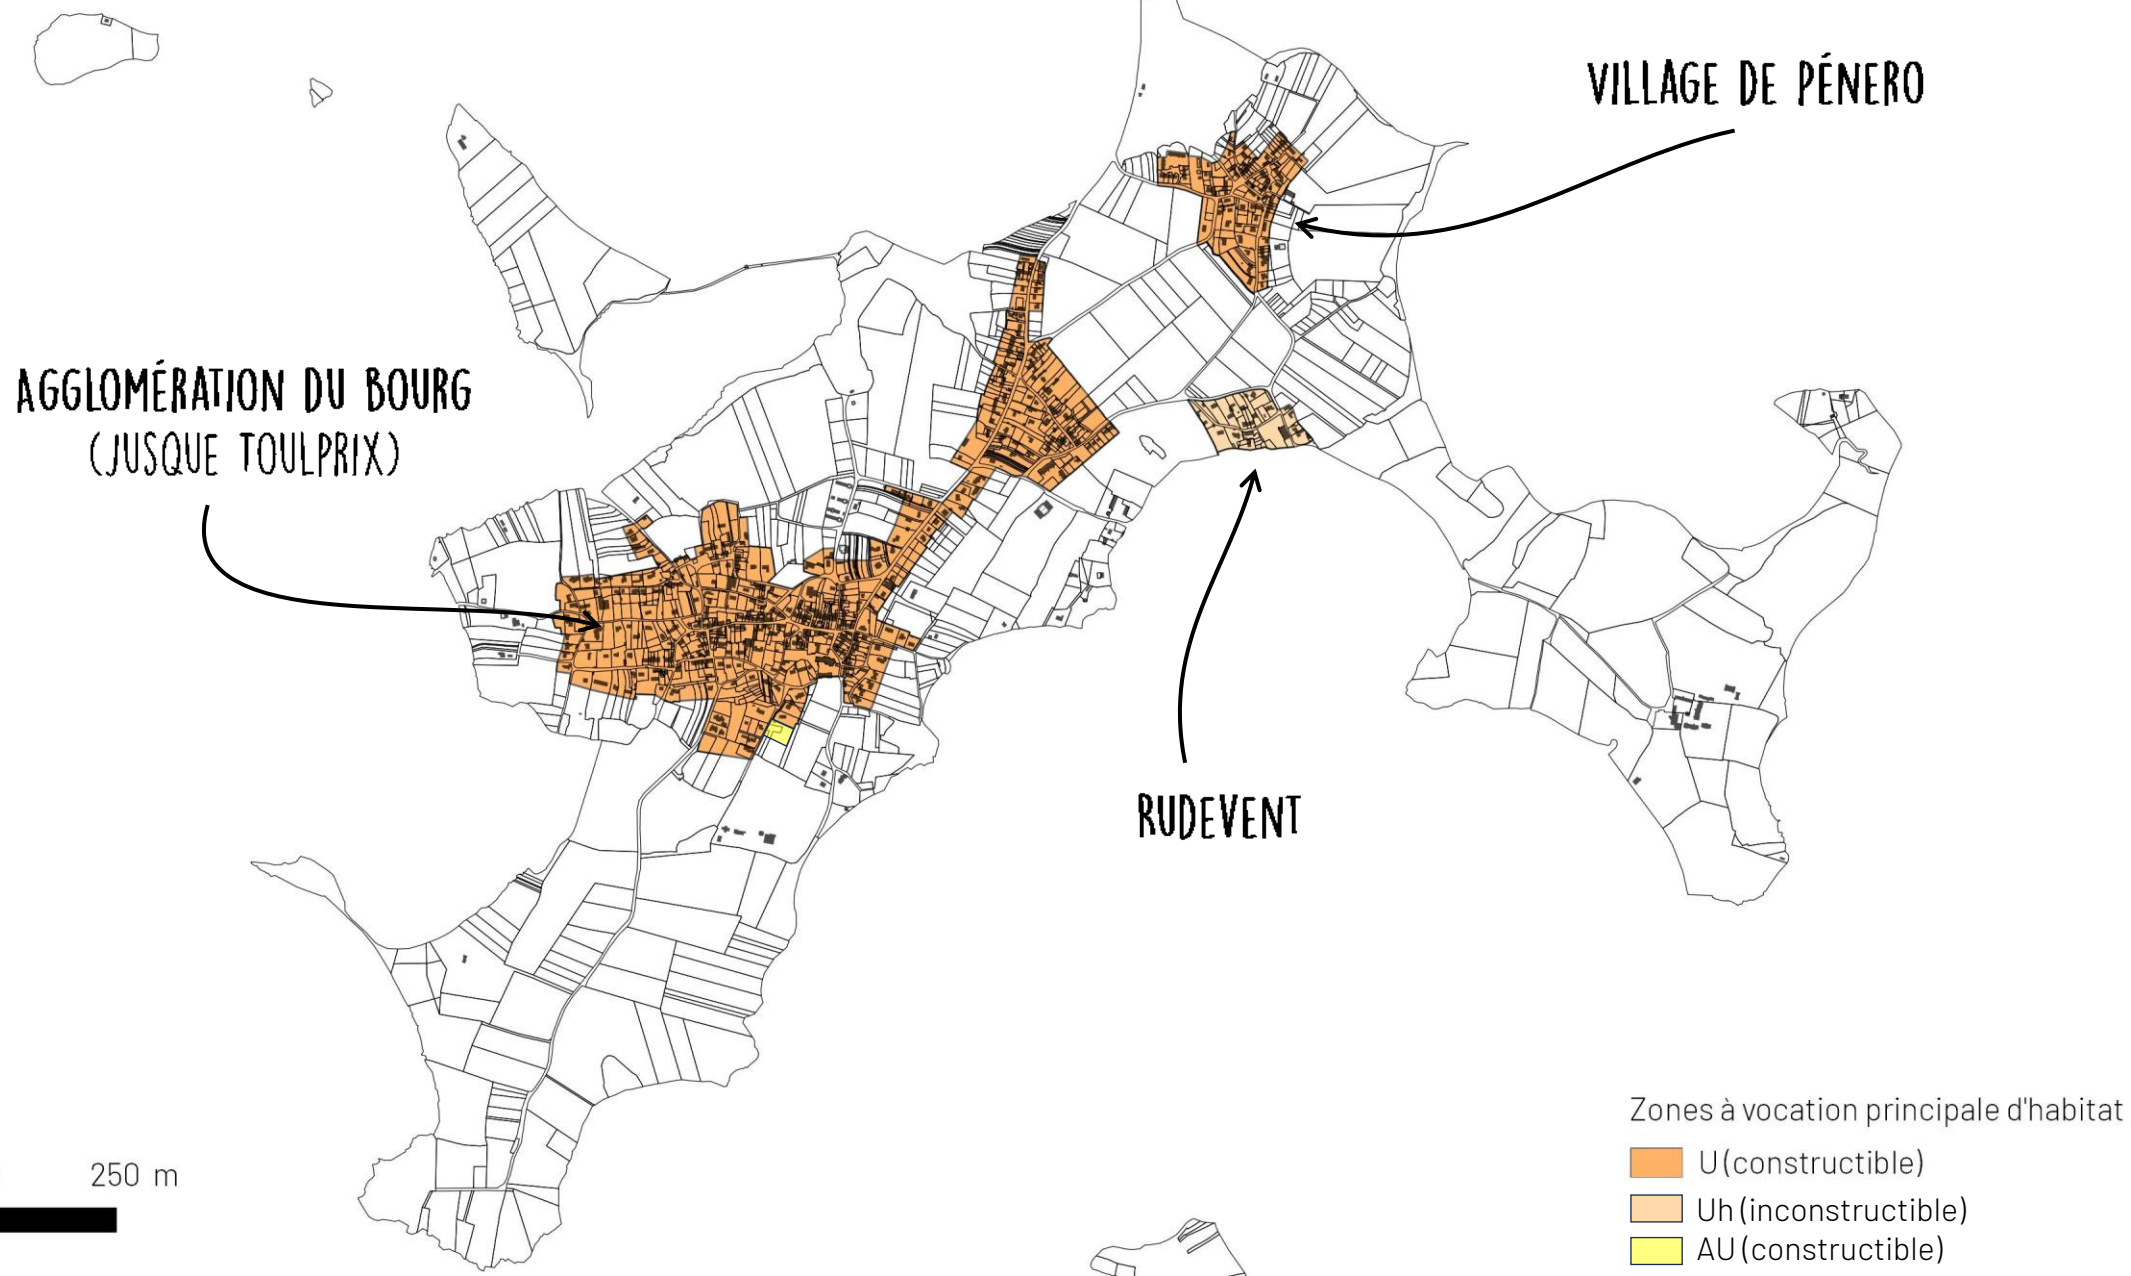 VILLAGE DE PÉNERO
AGGLOMÉRATION DU BOURG
(JUSQUE TOULPRIX)
RUDEVENT
250 m
Zones à vocation principale d'habitat
U (constructible)
Uh (inconstructible)
AU (constructible)